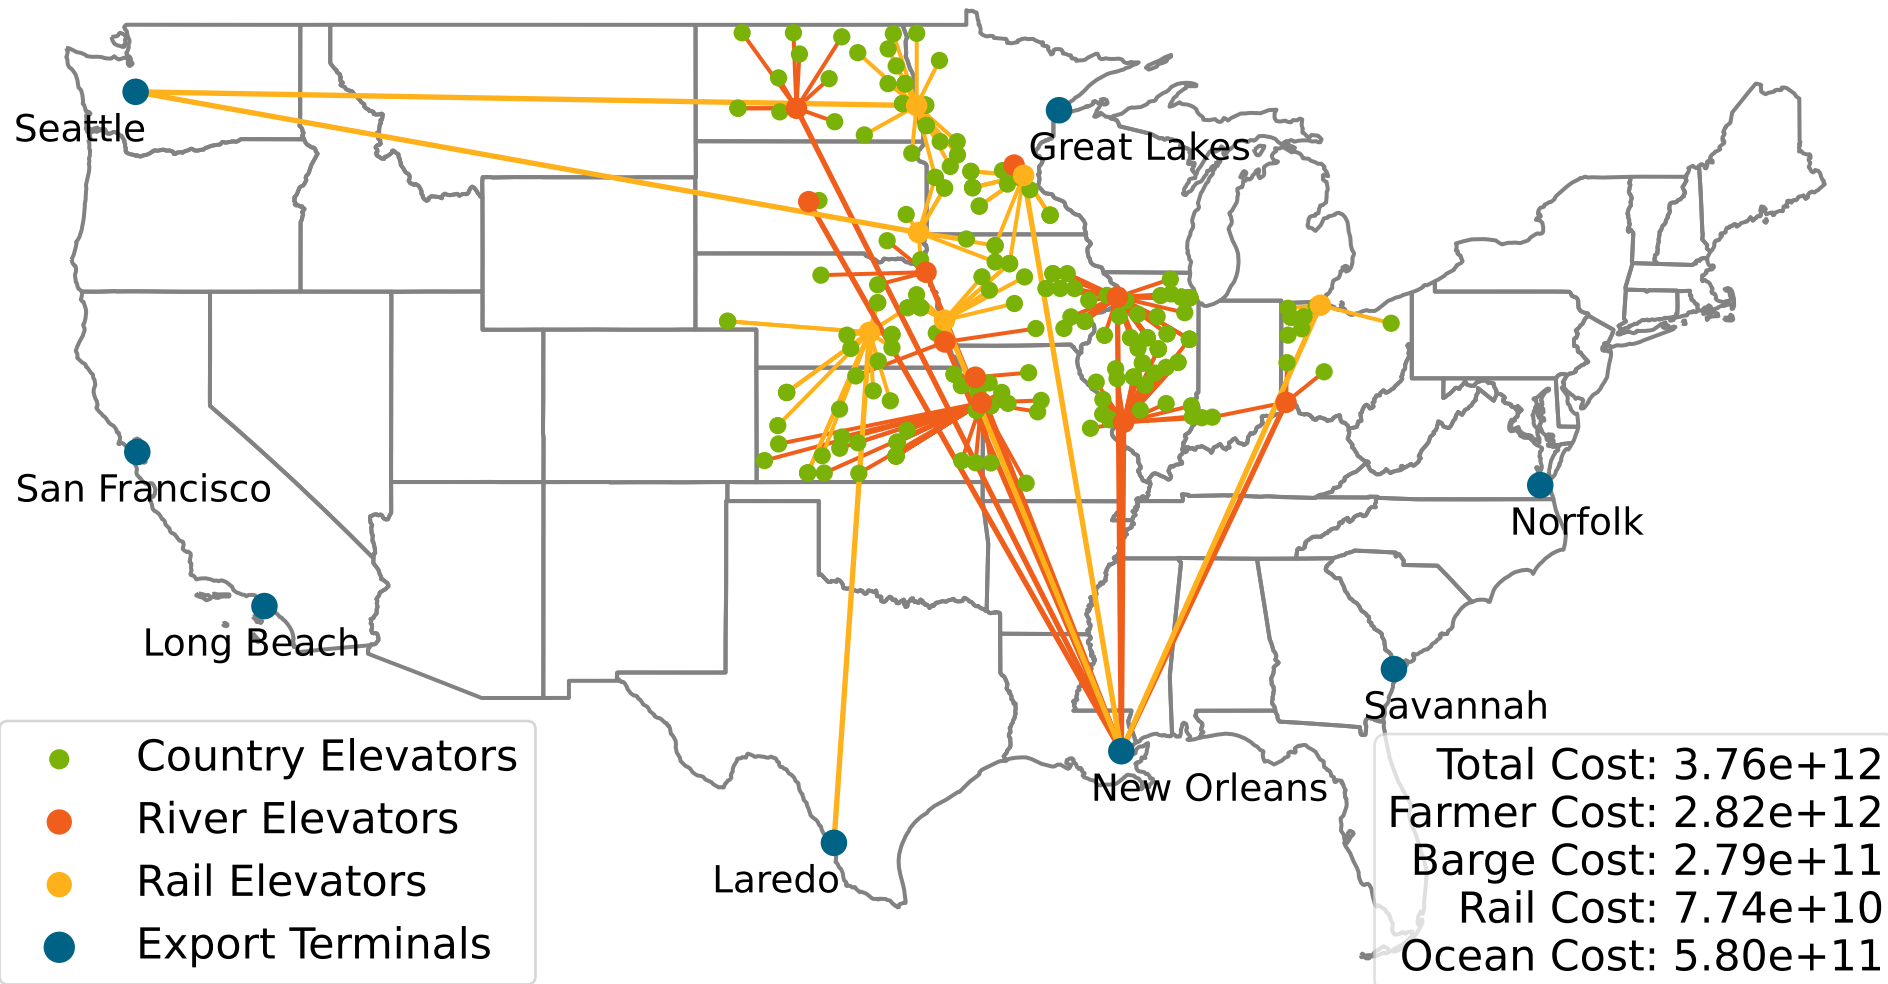 Seattle
Great Lakes
San Francisco
Norfolk
Long Beach
Savannah
New Orleans
Laredo
Country Elevators
River Elevators
Rail Elevators
Export Terminals
Total Cost: 3.76e+12
Farmer Cost: 2.82e+12
Barge Cost: 2.79e+11
Rail Cost: 7.74e+10
Ocean Cost: 5.80e+11